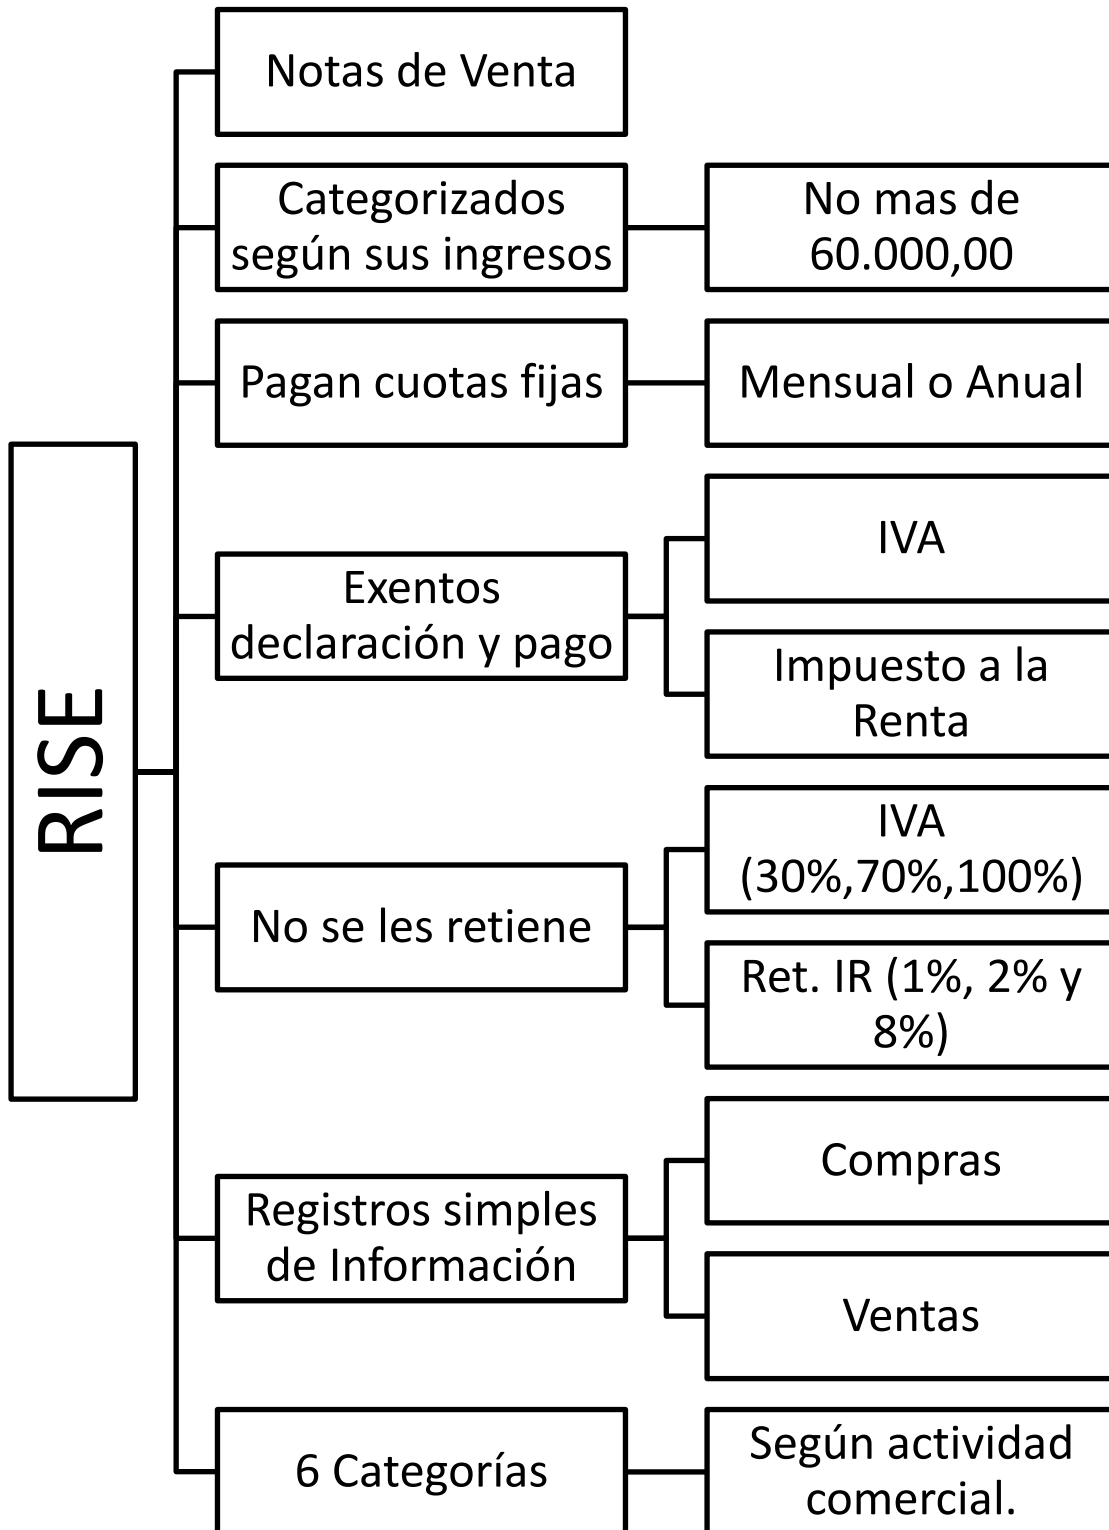 RISE
Notas de Venta
Categorizados
según sus ingresos
No mas de
60.000,00
Pagan cuotas fijas
Mensual o Anual
Exentos
declaración y pago
IVA
Impuesto a la
Renta
No se les retiene
IVA
(30%,70%,100%)
Ret. IR (1%, 2% y
8%)
Registros simples
de Información
Compras
Ventas
6 Categorías
Según actividad
comercial.